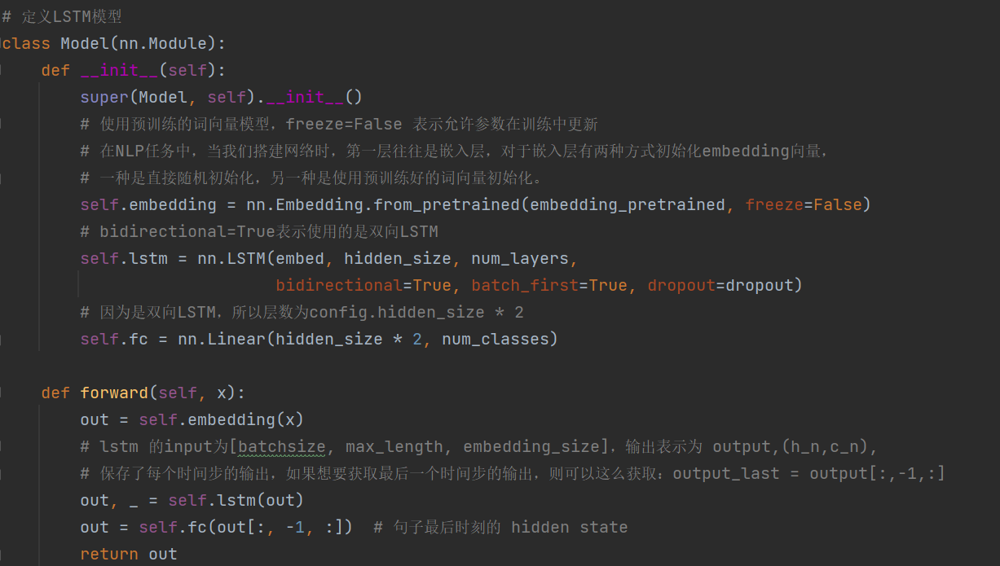 # 定义LSTM模型
class Model(nn.Module):
    def __init__(self):
        super(Model, self).__init__()
        # 使用预训练的词向量模型，freeze=False 表示允许参数在训练中更新
        # 在NLP任务中，当我们搭建网络时，第一层往往是嵌入层，对于嵌入层有两种方式初始化embedding向量，
        # 一种是直接随机初始化，另一种是使用预训练好的词向量初始化。
        self.embedding = nn.Embedding.from_pretrained(embedding_pretrained, freeze=False)
        # bidirectional=True表示使用的是双向LSTM
        self.lstm = nn.LSTM(embed, hidden_size, num_layers,
                            bidirectional=True, batch_first=True, dropout=dropout)
        # 因为是双向LSTM，所以层数为config.hidden_size * 2
        self.fc = nn.Linear(hidden_size * 2, num_classes)

    def forward(self, x):
        out = self.embedding(x)
        # lstm 的input为[batchsize, max_length, embedding_size]，输出表示为 output,(h_n,c_n),
        # 保存了每个时间步的输出，如果想要获取最后一个时间步的输出，则可以这么获取：output_last = output[:,-1,:]
        out, _ = self.lstm(out)
        out = self.fc(out[:, -1, :])  # 句子最后时刻的 hidden state
        return out